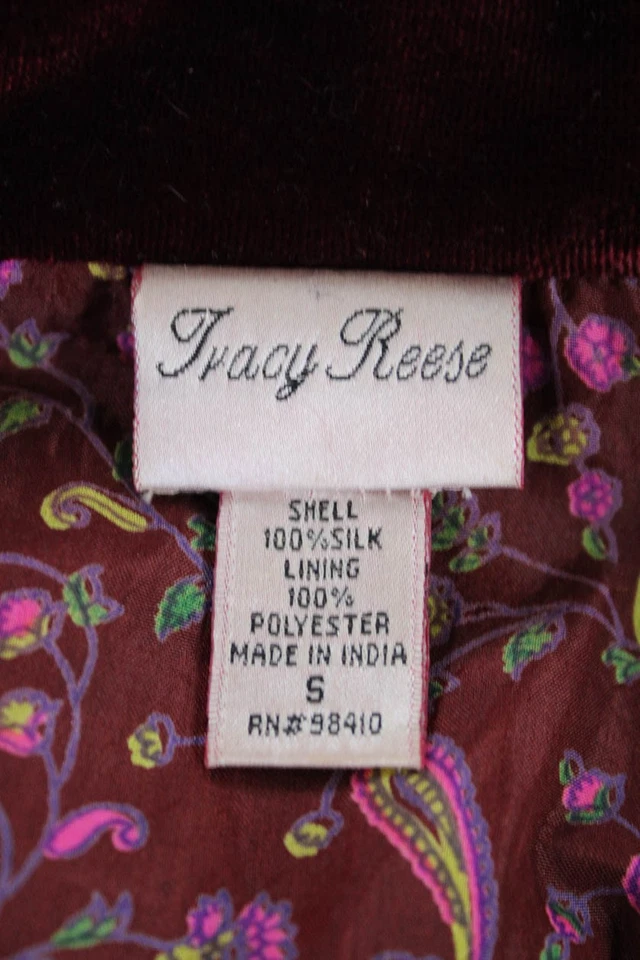 Tracy Reese
SHELL
100%SILK
LINING
100%
POLYESTER
MADE IN INDIA
S
RN#98410